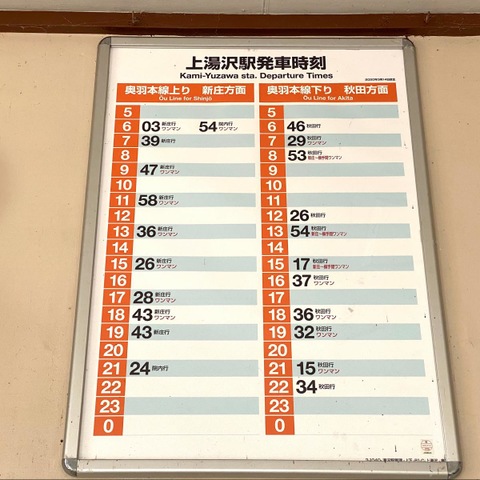 上湯沢駅発車時刻
Kami-Yuzawa sta. Departure Times
奥羽本線上り 新庄方面
Ōu Line for Shinjō
5
6 03 新庄行 ワンマン 54 院内行 ワンマン
7 39 新庄行
8
9 47 新庄行 ワンマン
10
11 58 新庄行 ワンマン
12
13 36 新庄行 ワンマン
14
15 26 新庄行 ワンマン
16
17 28 新庄行 ワンマン
18 43 新庄行 ワンマン
19 43 新庄行
20
21 24 院内行
22
23
0
奥羽本線下り 秋田方面
Ōu Line for Akita
5
6 46 秋田行
7 29 秋田行 ワンマン
8 53 秋田行
9
10
11
12 26 秋田行
13 54 秋田行
14
15 17 秋田行
16 37 秋田行 ワンマン
17
18 36 秋田行 ワンマン
19 32 秋田行 ワンマン
20
21 15 秋田行 ワンマン
22 34 秋田行
23
0